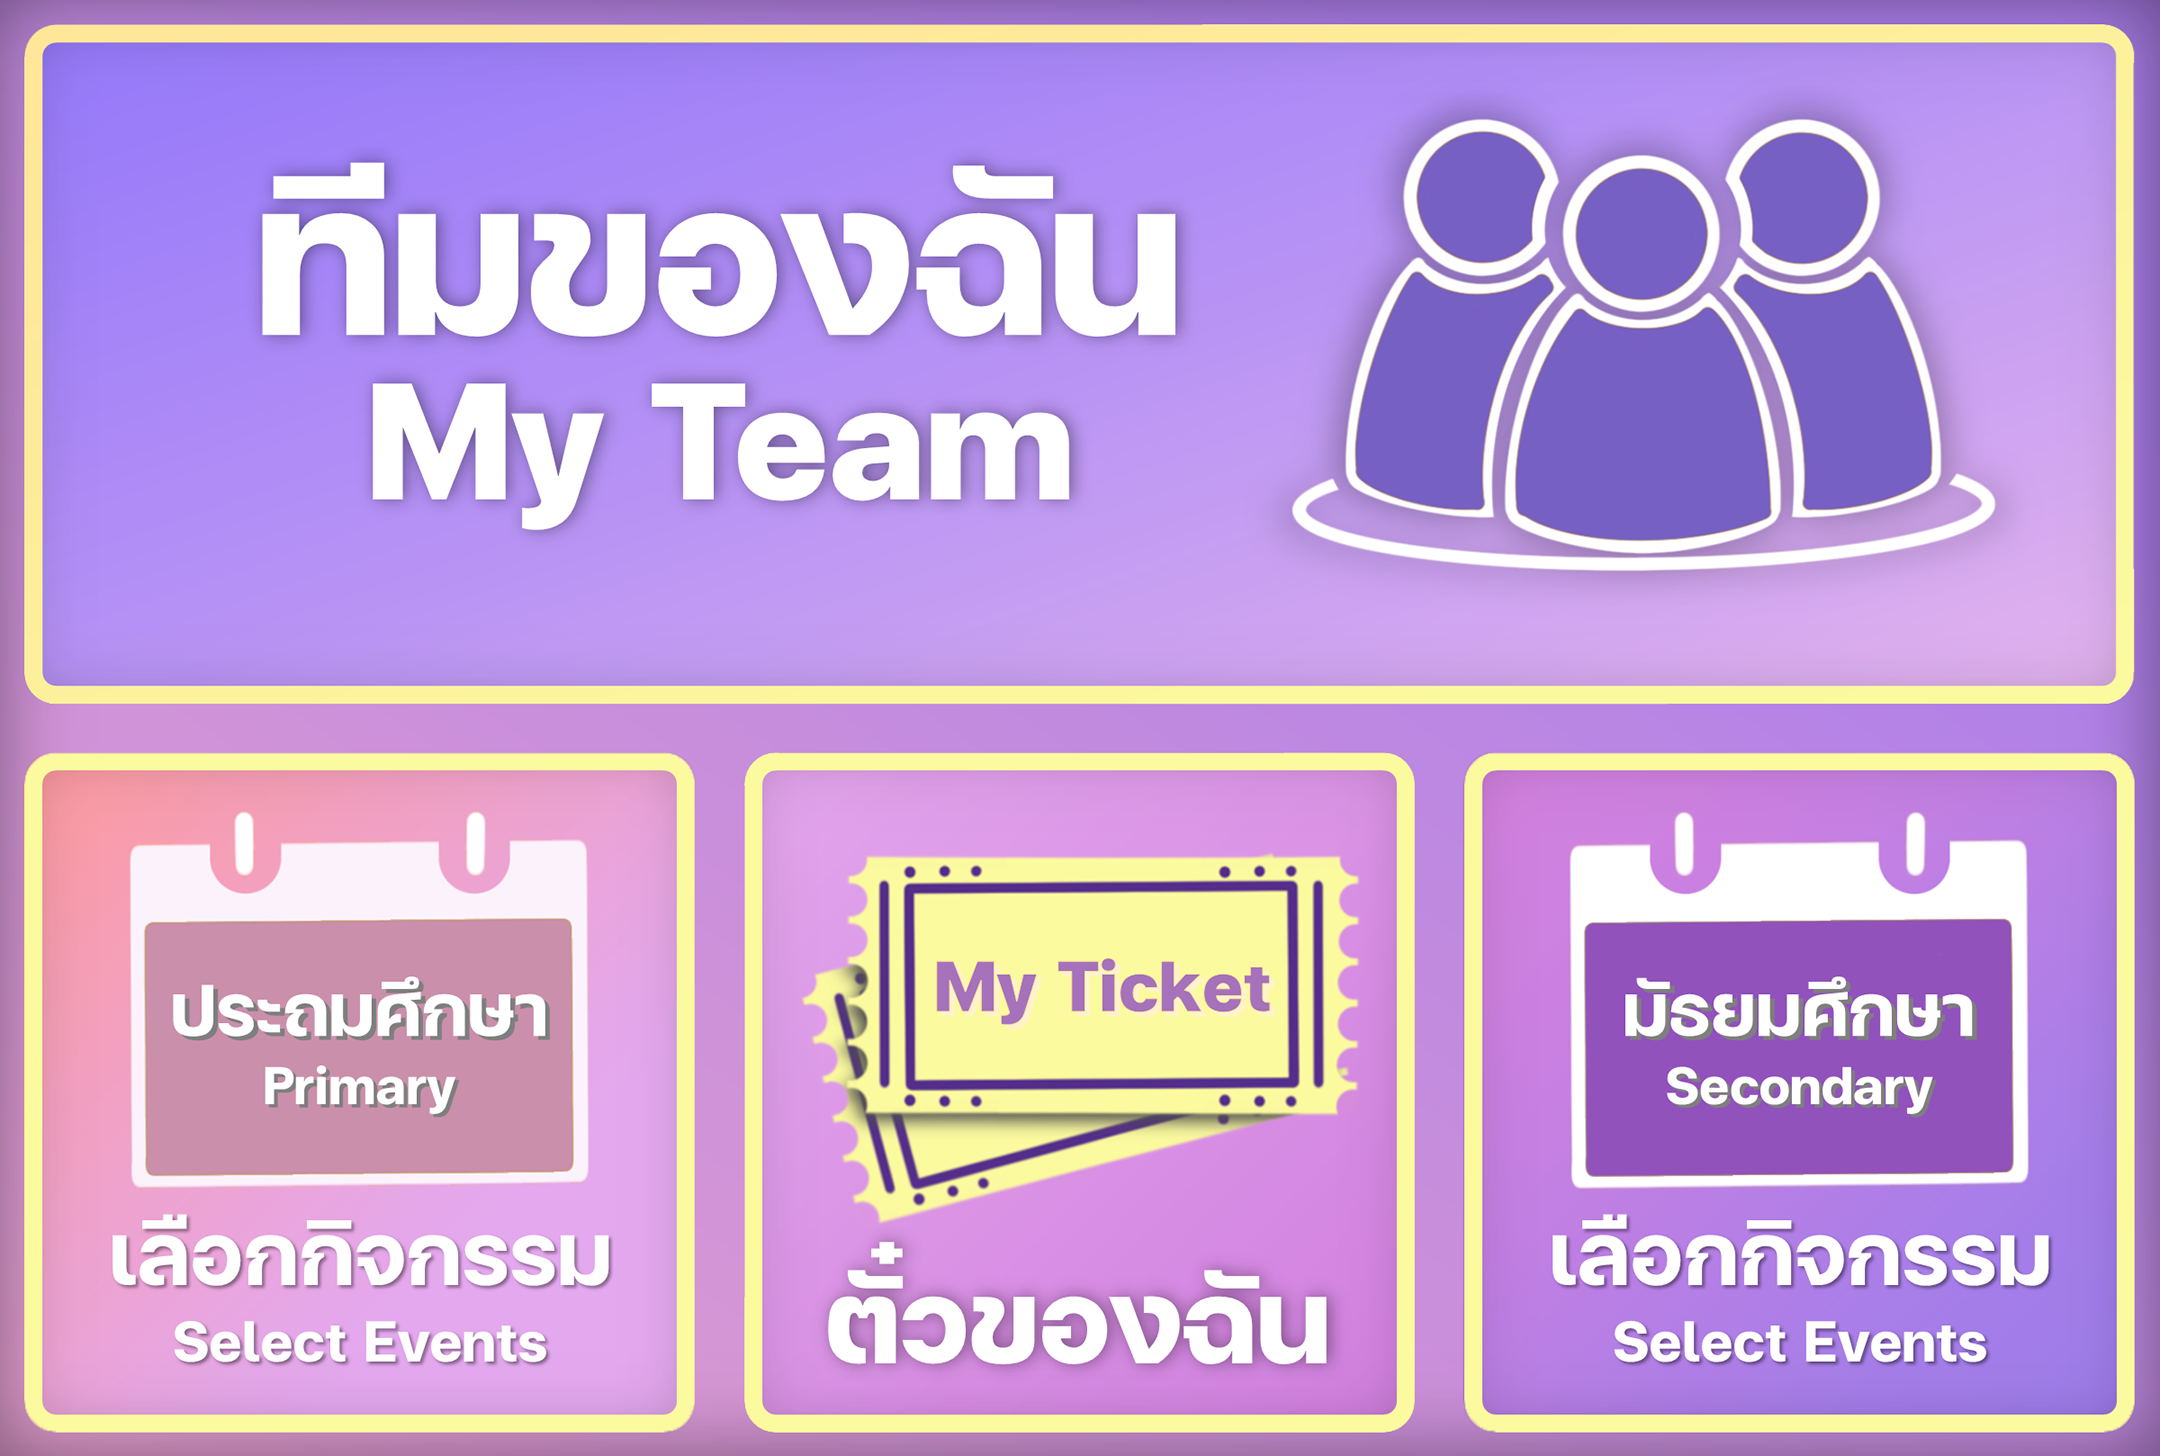 ทีมของฉัน
My Team
ประถมศึกษา
Primary
เลือกกิจกรรม
Select Events
My Ticket
ตั๋วของฉัน
มัธยมศึกษา
Secondary
เลือกกิจกรรม
Select Events